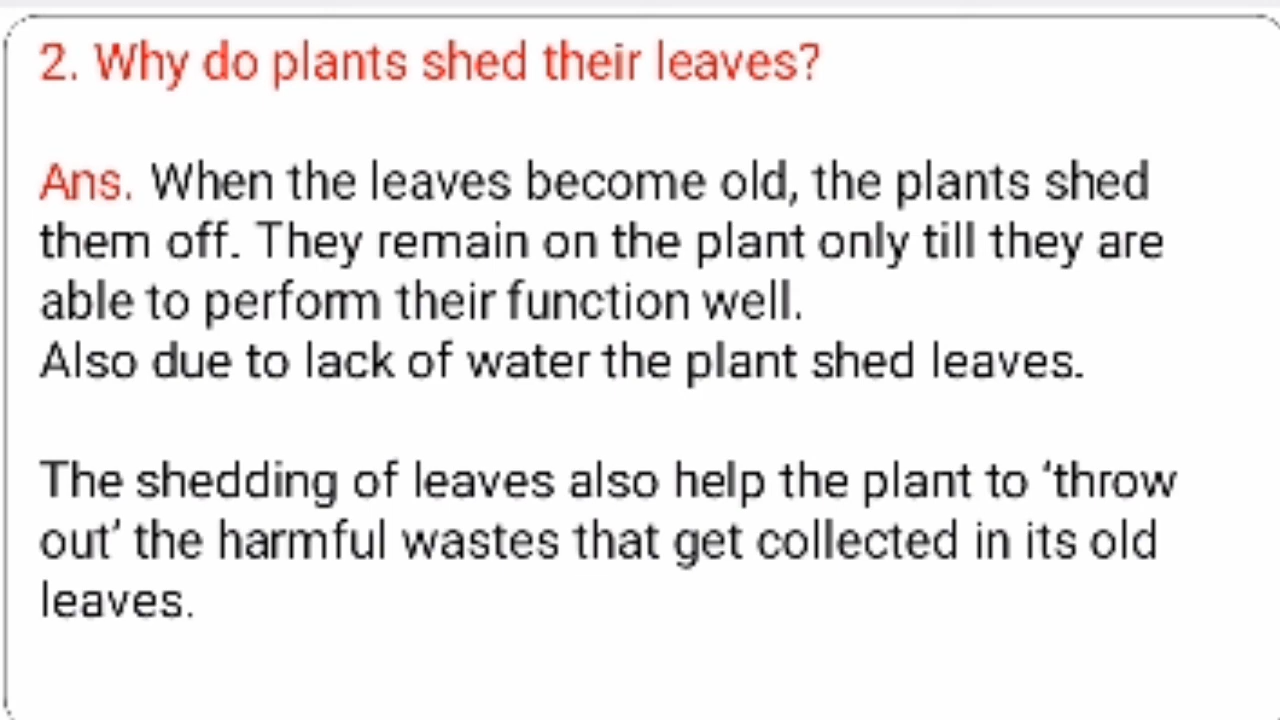 2. Why do plants shed their leaves?
Ans. When the leaves become old, the plants shed
them off. They remain on the plant only till they are
able to perform their function well.
Also due to lack of water the plant shed leaves.
The shedding of leaves also help the plant to ‘throw
out’ the harmful wastes that get collected in its old
leaves.